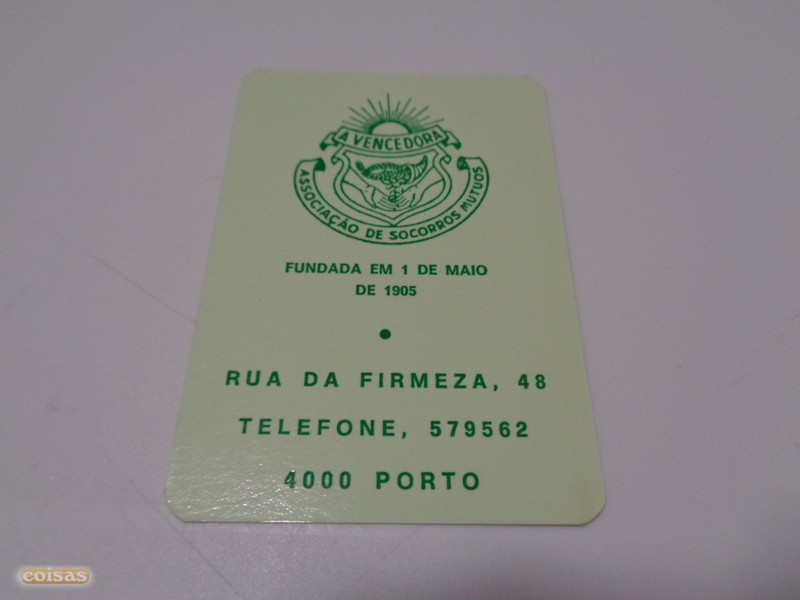 A VENCEDORA
ASSOCIAÇÃO DE SOCORROS MUTUOS
FUNDADA EM 1 DE MAIO
DE 1905
RUA DA FIRMEZA, 48
TELEFONE, 579562
4000 PORTO
coisas